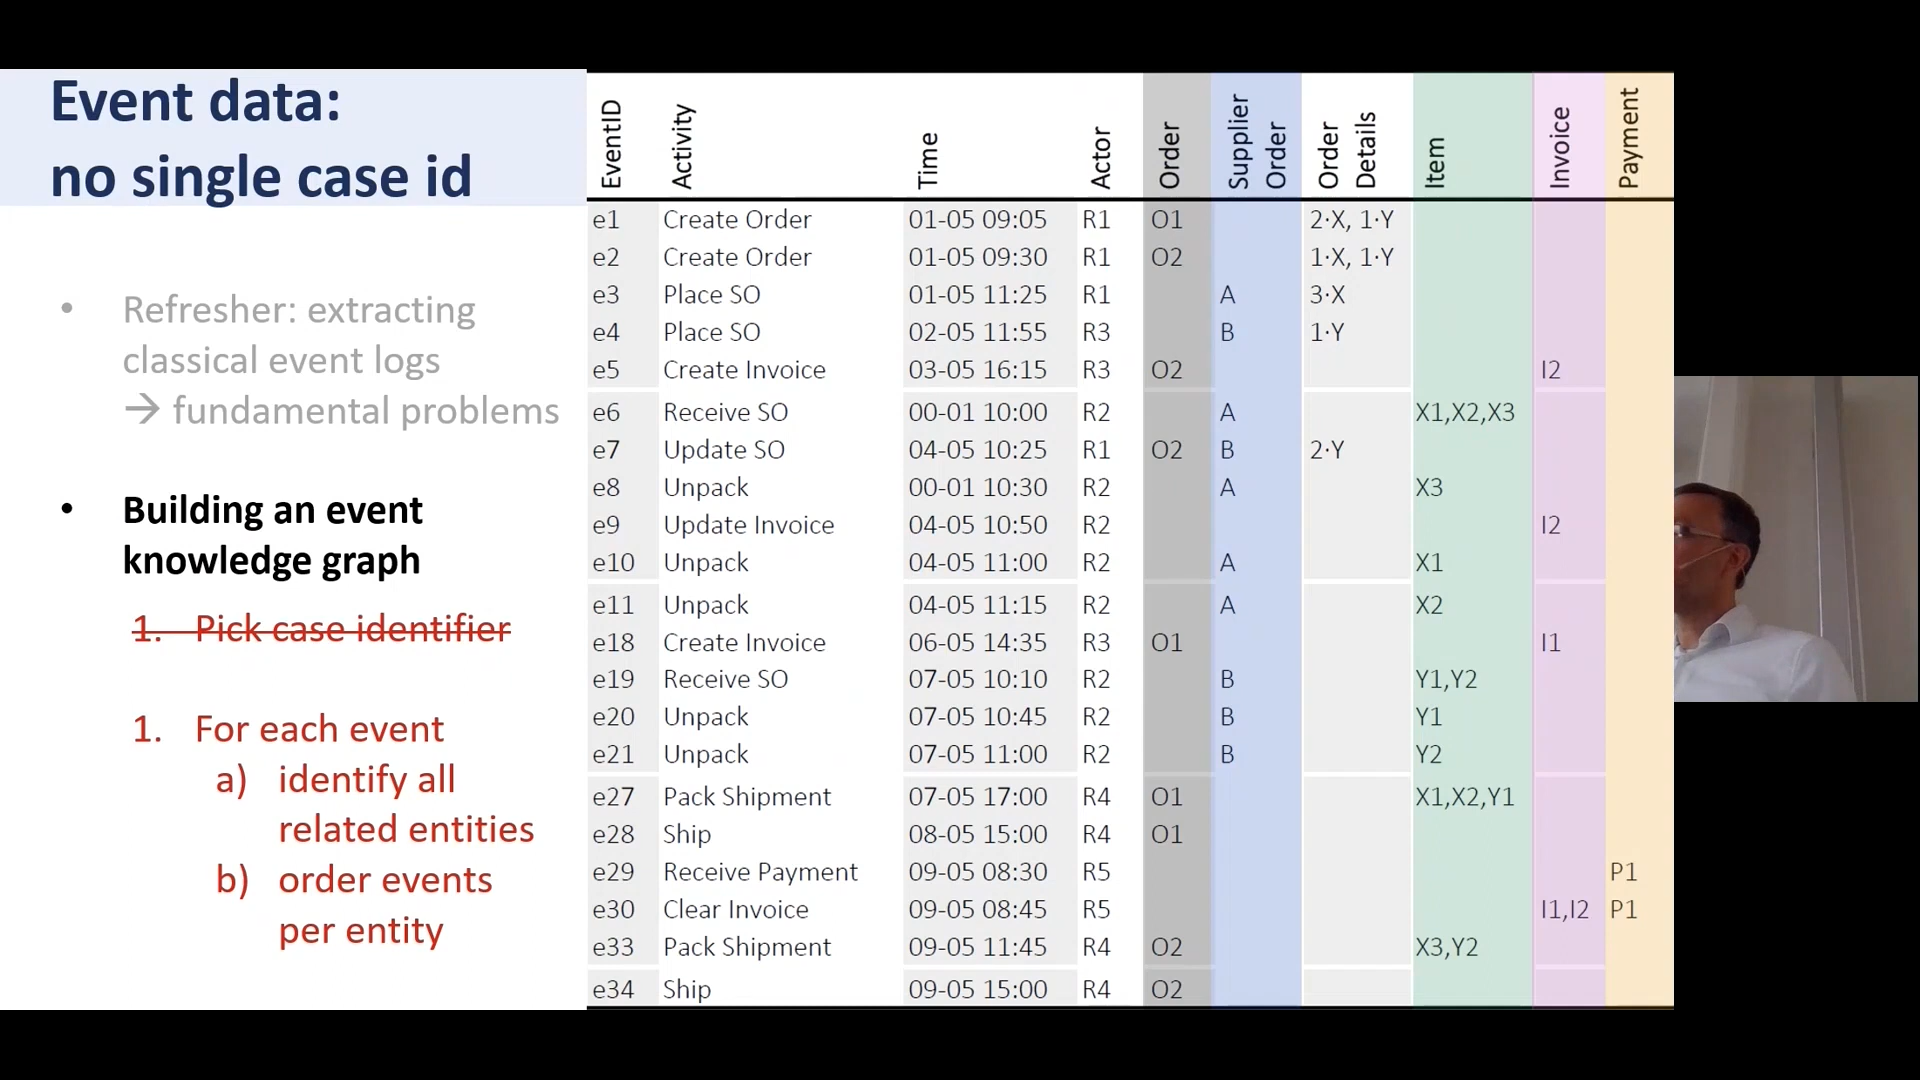 Event data:
no single case id
• Refresher: extracting
classical event logs
→ fundamental problems
• Building an event
knowledge graph
1. Pick case identifier
1. For each event
a) identify all
related entities
b) order events
per entity
EventID Activity Time Actor Order Supplier Order Order Details Item Invoice Payment
e1 Create Order 01-05 09:05 R1 O1 2·X, 1·Y
e2 Create Order 01-05 09:30 R1 O2 1·X, 1·Y
e3 Place SO 01-05 11:25 R1 A 3·X
e4 Place SO 02-05 11:55 R3 B 1·Y
e5 Create Invoice 03-05 16:15 R3 O2 I2
e6 Receive SO 00-01 10:00 R2 A X1,X2,X3
e7 Update SO 04-05 10:25 R1 O2 B 2·Y
e8 Unpack 00-01 10:30 R2 A X3
e9 Update Invoice 04-05 10:50 R2 I2
e10 Unpack 04-05 11:00 R2 A X1
e11 Unpack 04-05 11:15 R2 A X2
e18 Create Invoice 06-05 14:35 R3 O1 I1
e19 Receive SO 07-05 10:10 R2 B Y1,Y2
e20 Unpack 07-05 10:45 R2 B Y1
e21 Unpack 07-05 11:00 R2 B Y2
e27 Pack Shipment 07-05 17:00 R4 O1 X1,X2,Y1
e28 Ship 08-05 15:00 R4 O1
e29 Receive Payment 09-05 08:30 R5 P1
e30 Clear Invoice 09-05 08:45 R5 I1,I2 P1
e33 Pack Shipment 09-05 11:45 R4 O2 X3,Y2
e34 Ship 09-05 15:00 R4 O2